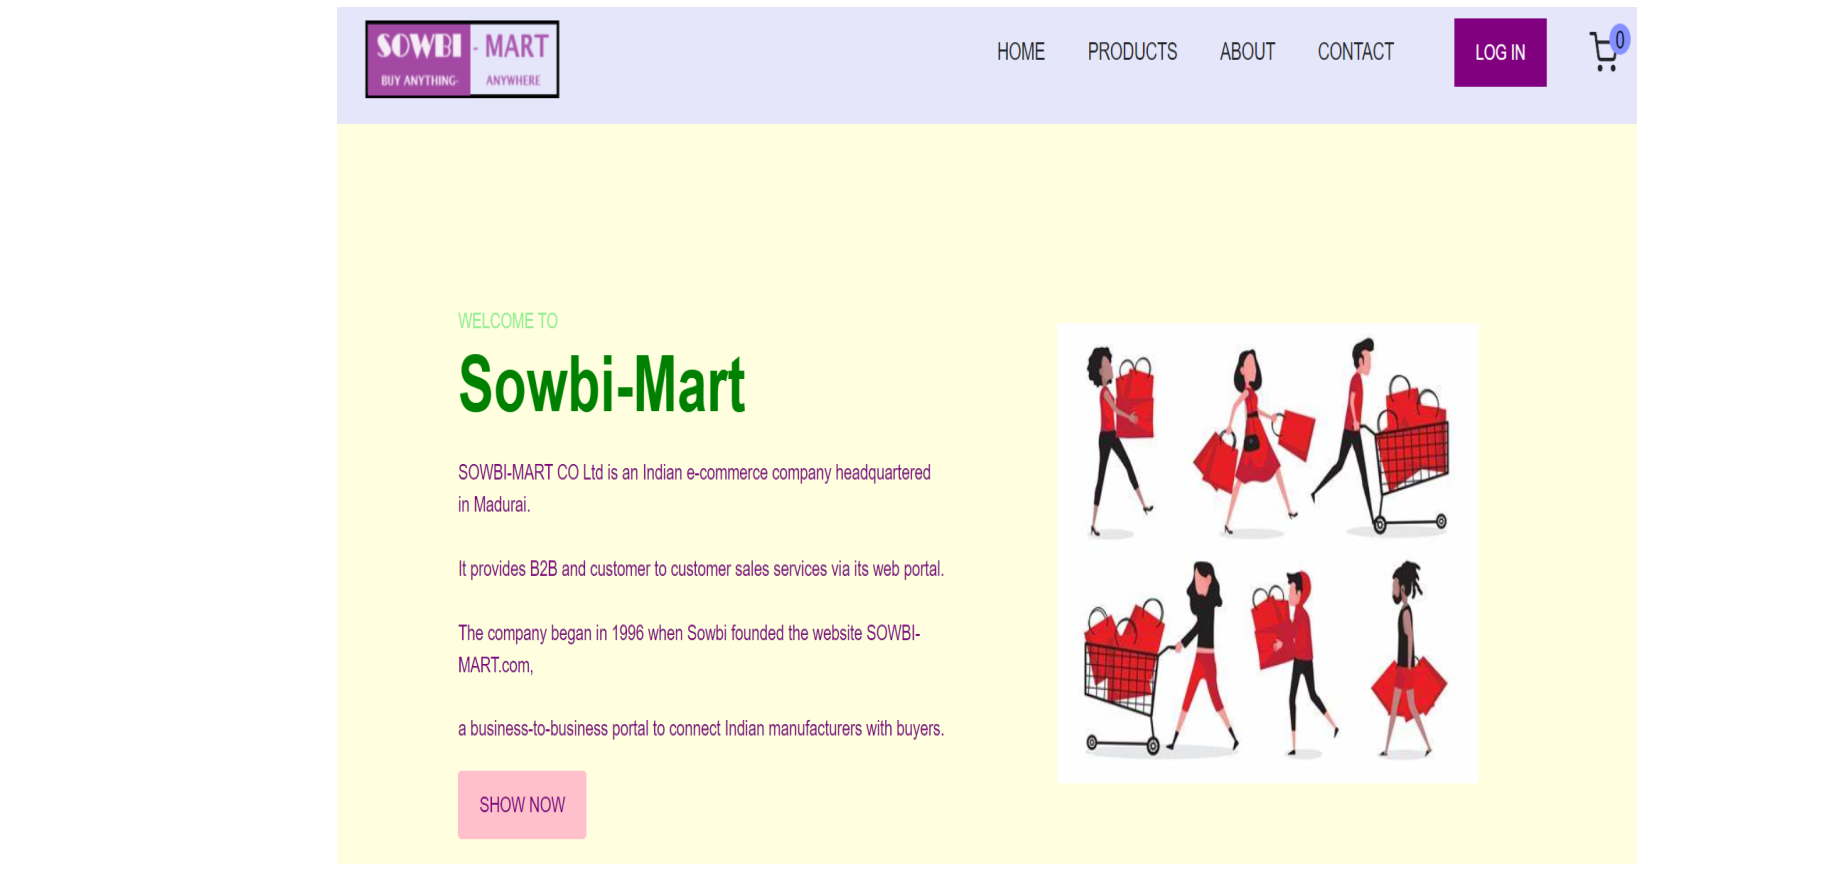 SOWBI - MART
BUY ANYTHING- ANYWHERE
HOME PRODUCTS ABOUT CONTACT LOG IN 0
WELCOME TO
Sowbi-Mart
SOWBI-MART CO Ltd is an Indian e-commerce company headquartered
in Madurai.
It provides B2B and customer to customer sales services via its web portal.
The company began in 1996 when Sowbi founded the website SOWBI-
MART.com,
a business-to-business portal to connect Indian manufacturers with buyers.
SHOW NOW